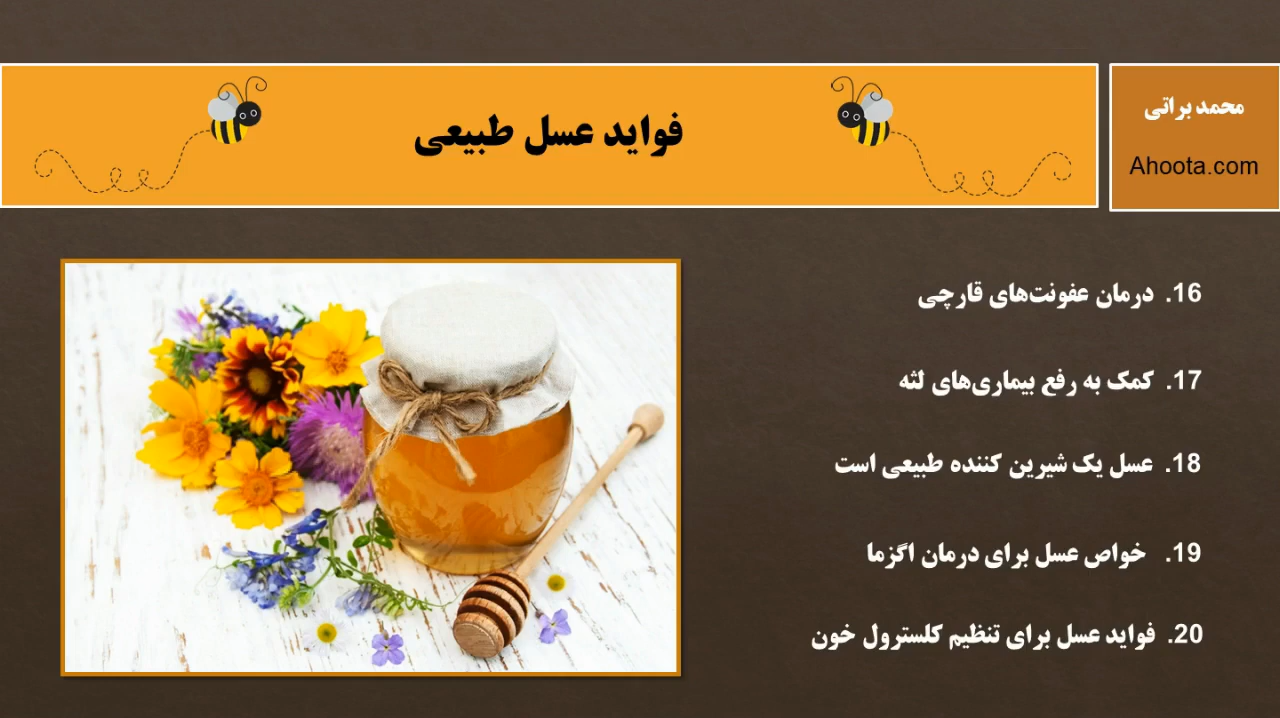 محمد براتی
Ahoota.com
فواید عسل طبیعی
16. درمان عفونت‌های قارچی
17. کمک به رفع بیماری‌های لثه
18. عسل یک شیرین کننده طبیعی است
19. خواص عسل برای درمان اگزما
20. فواید عسل برای تنظیم کلسترول خون